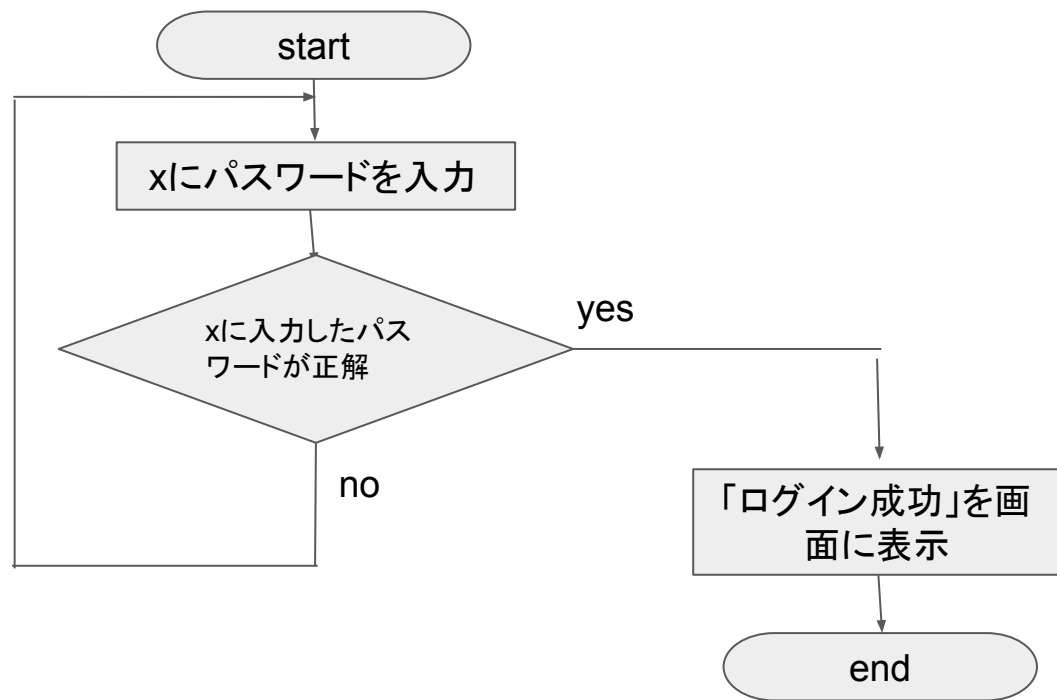 start
xにパスワードを入力
xに入力したパス
ワードが正解
yes
no
「ログイン成功」を画
面に表示
end